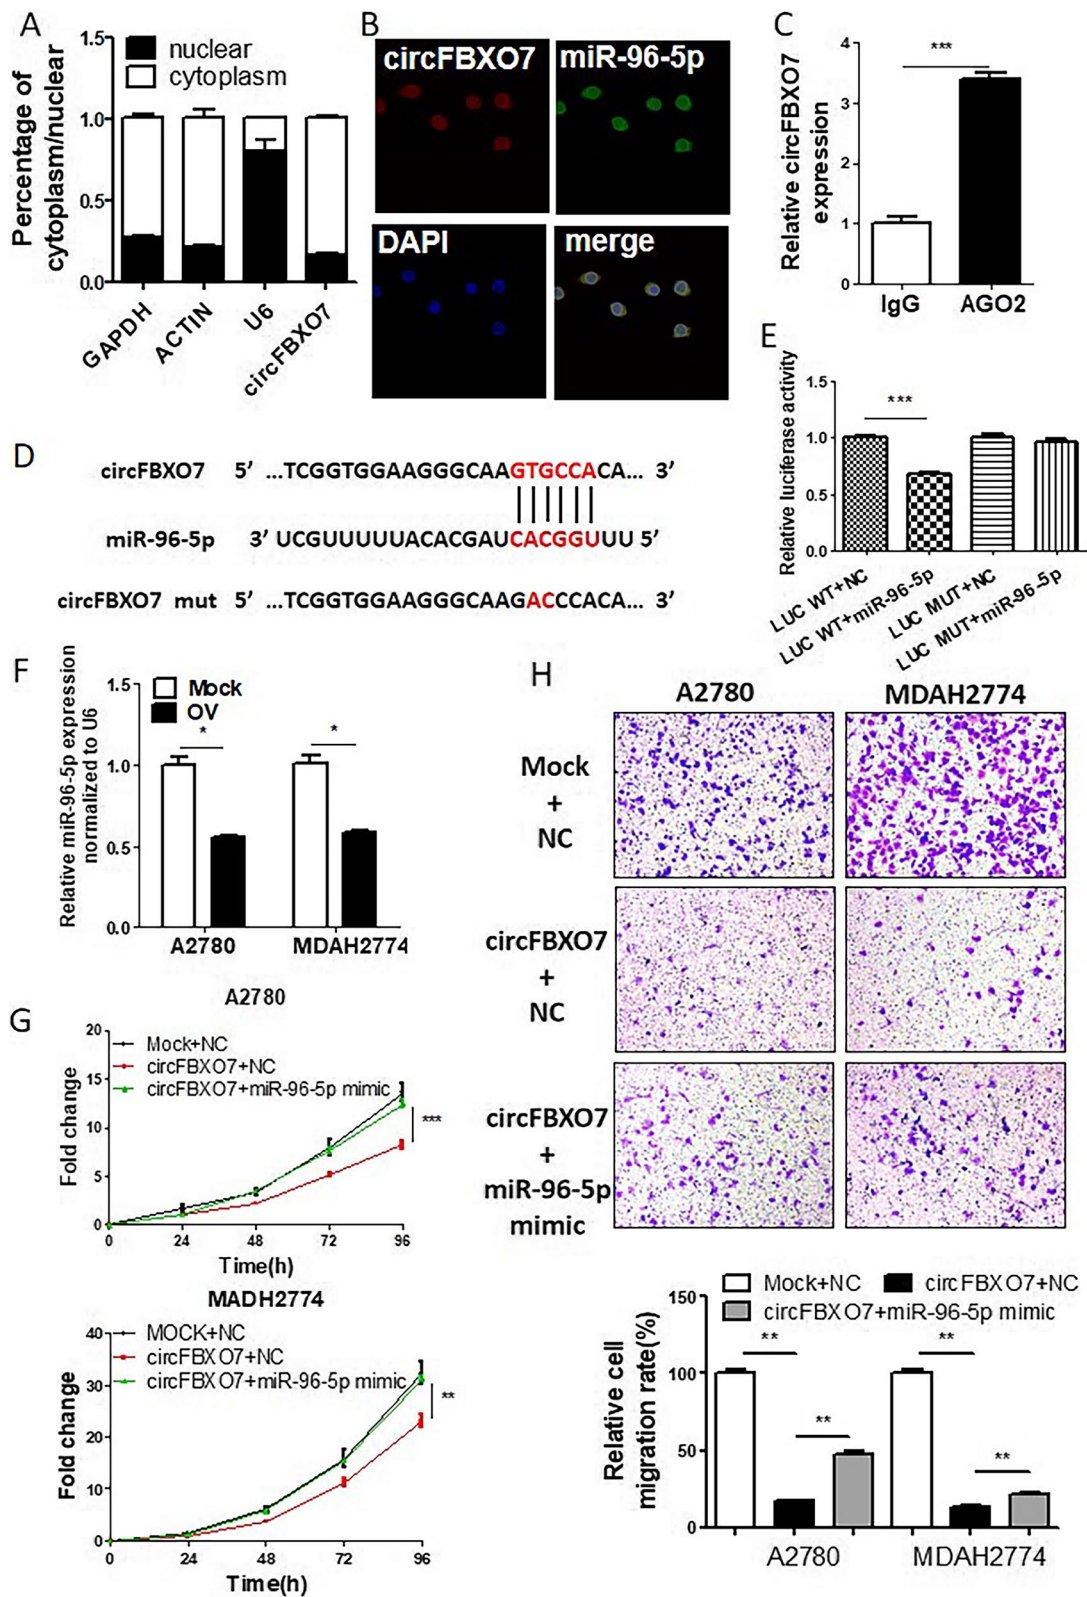 A
Percentage of
cytoplasm/nuclear
1.5
1.0
0.5
0.0
nuclear
cytoplasm
GAPDH
ACTIN
U6
circFBXO7
B
circFBXO7
miR-96-5p
DAPI
merge
C
Relative circFBXO7
expression
4
3
2
1
0
***
IgG
AGO2
D
circFBXO7 5’ ...TCGGTGGAAGGGCAAGTGCCACA... 3’
miR-96-5p 3’ UCGUUUUUACACGAUCACGGUUU 5’
circFBXO7 mut 5’ ...TCGGTGGAAGGGCAAGACCCACA... 3’
E
Relative luciferase activity
1.5
1.0
0.5
0.0
***
LUC WT+NC
LUC WT+miR-96-5p
LUC MUT+NC
LUC MUT+miR-96-5p
F
Relative miR-96-5p expression
normalized to U6
1.5
1.0
0.5
0.0
Mock
OV
*
*
A2780
MDAH2774
G
A2780
Fold change
20
15
10
5
0
Mock+NC
circFBXO7+NC
circFBXO7+miR-96-5p mimic
***
0 24 48 72 96
Time(h)
MADH2774
Fold change
40
30
20
10
0
MOCK+NC
circFBXO7+NC
circFBXO7+miR-96-5p mimic
**
0 24 48 72 96
Time(h)
H
A2780
MDAH2774
Mock
+
NC
circFBXO7
+
NC
circFBXO7
+
miR-96-5p
mimic
Mock+NC
circFBXO7+NC
circFBXO7+miR-96-5p mimic
Relative cell
migration rate(%)
150
100
50
0
**
**
**
**
A2780
MDAH2774